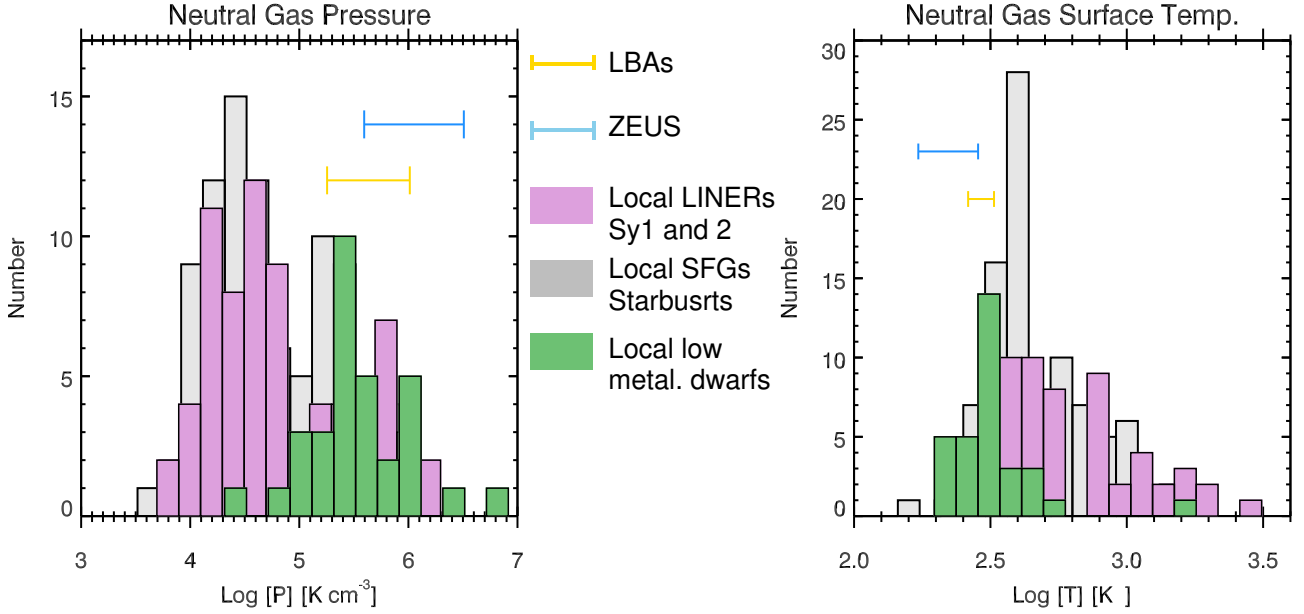 Neutral Gas Pressure
15
10
5
0
Number
3 4 5 6 7
Log [P] [K cm⁻³]
LBAs
ZEUS
Local LINERs
Sy1 and 2
Local SFGs
Starbusrts
Local low
metal. dwarfs
Neutral Gas Surface Temp.
30
25
20
15
10
5
0
Number
2.0 2.5 3.0 3.5
Log [T] [K ]